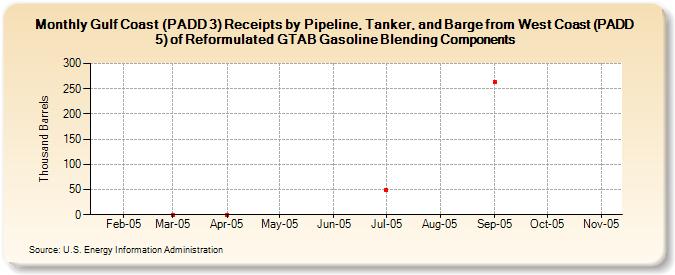 Monthly Gulf Coast (PADD 3) Receipts by Pipeline, Tanker, and Barge from West Coast (PADD
5) of Reformulated GTAB Gasoline Blending Components
Thousand Barrels
300
250
200
150
100
50
0
Feb-05 Mar-05 Apr-05 May-05 Jun-05 Jul-05 Aug-05 Sep-05 Oct-05 Nov-05
Source: U.S. Energy Information Administration